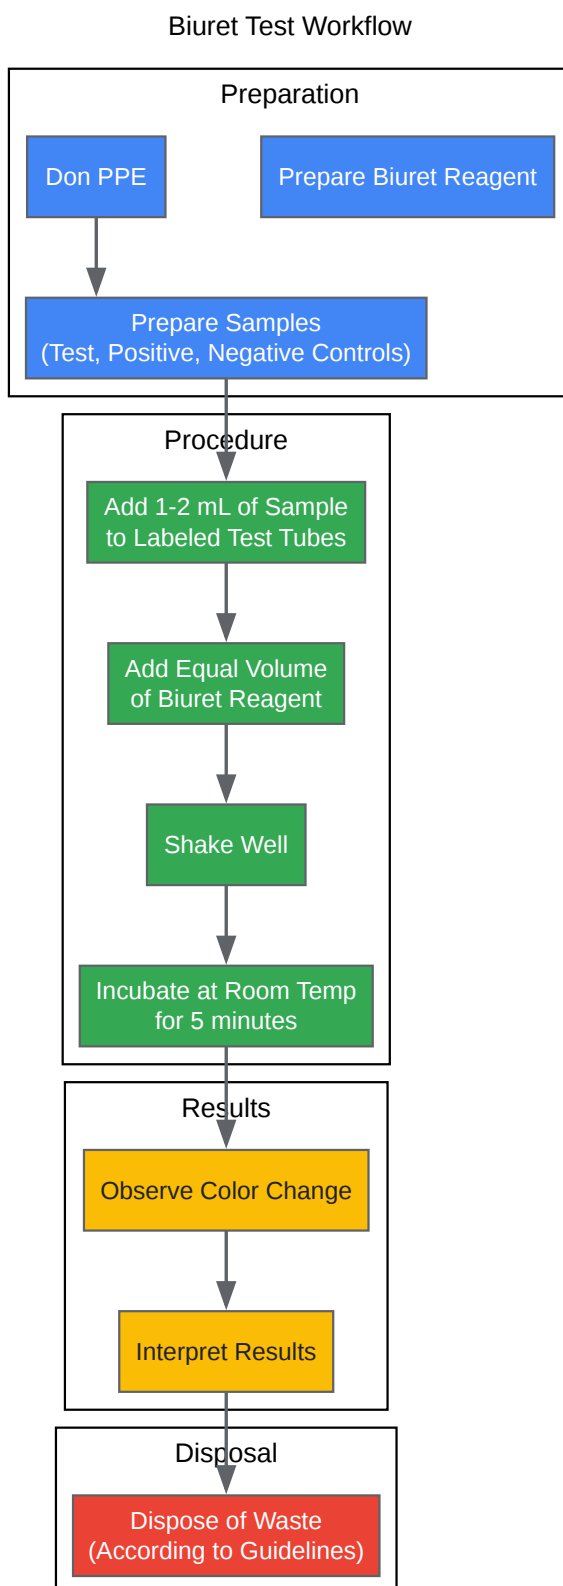 Biuret Test Workflow
Preparation
Don PPE
Prepare Biuret Reagent
Prepare Samples
(Test, Positive, Negative Controls)
Procedure
Add 1-2 mL of Sample
to Labeled Test Tubes
Add Equal Volume
of Biuret Reagent
Shake Well
Incubate at Room Temp
for 5 minutes
Results
Observe Color Change
Interpret Results
Disposal
Dispose of Waste
(According to Guidelines)